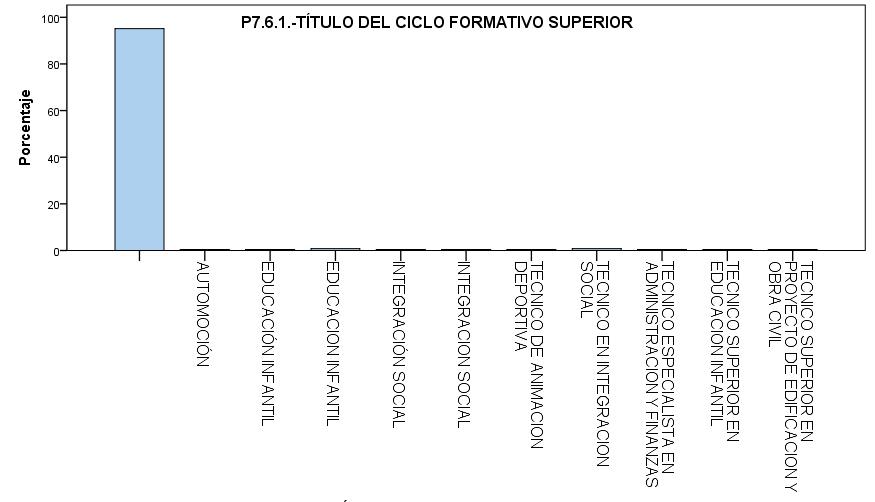 P7.6.1.-TÍTULO DEL CICLO FORMATIVO SUPERIOR
Porcentaje
100
80
60
40
20
0
AUTOMOCIÓN
EDUCACIÓN INFANTIL
EDUCACION INFANTIL
INTEGRACIÓN SOCIAL
INTEGRACION SOCIAL
TECNICO DE ANIMACION
DEPORTIVA
TECNICO EN INTEGRACION
SOCIAL
TECNICO ESPECIALISTA EN
ADMINISTRACION Y FINANZAS
TECNICO SUPERIOR EN
EDUCACION INFANTIL
TECNICO SUPERIOR EN
PROYECTO DE EDIFICACION Y
OBRA CIVIL